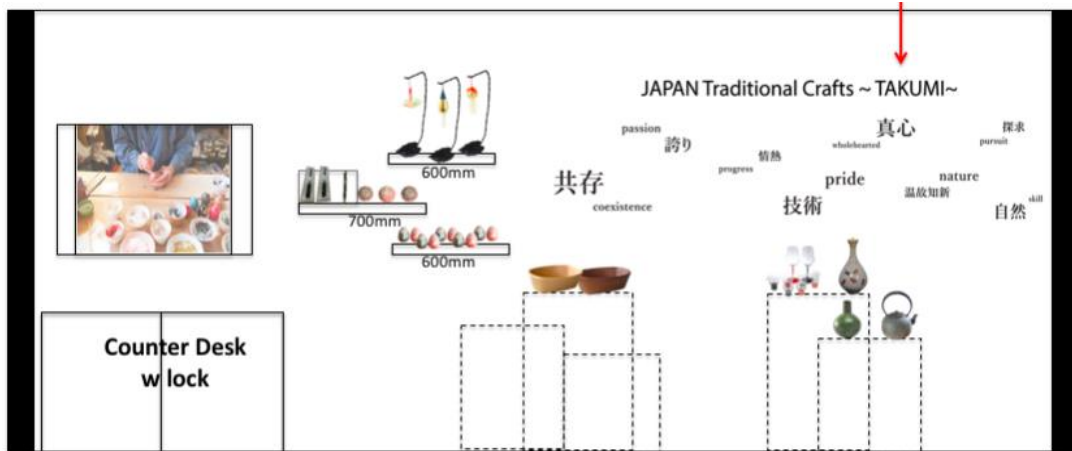 JAPAN Traditional Crafts ~ TAKUMI~
passion
誇り
真心
探求
wholehearted
pursuit
情熱
progress
共存
pride
nature
coexistence
技術
温故知新
自然
skill
600mm
700mm
600mm
Counter Desk
w lock